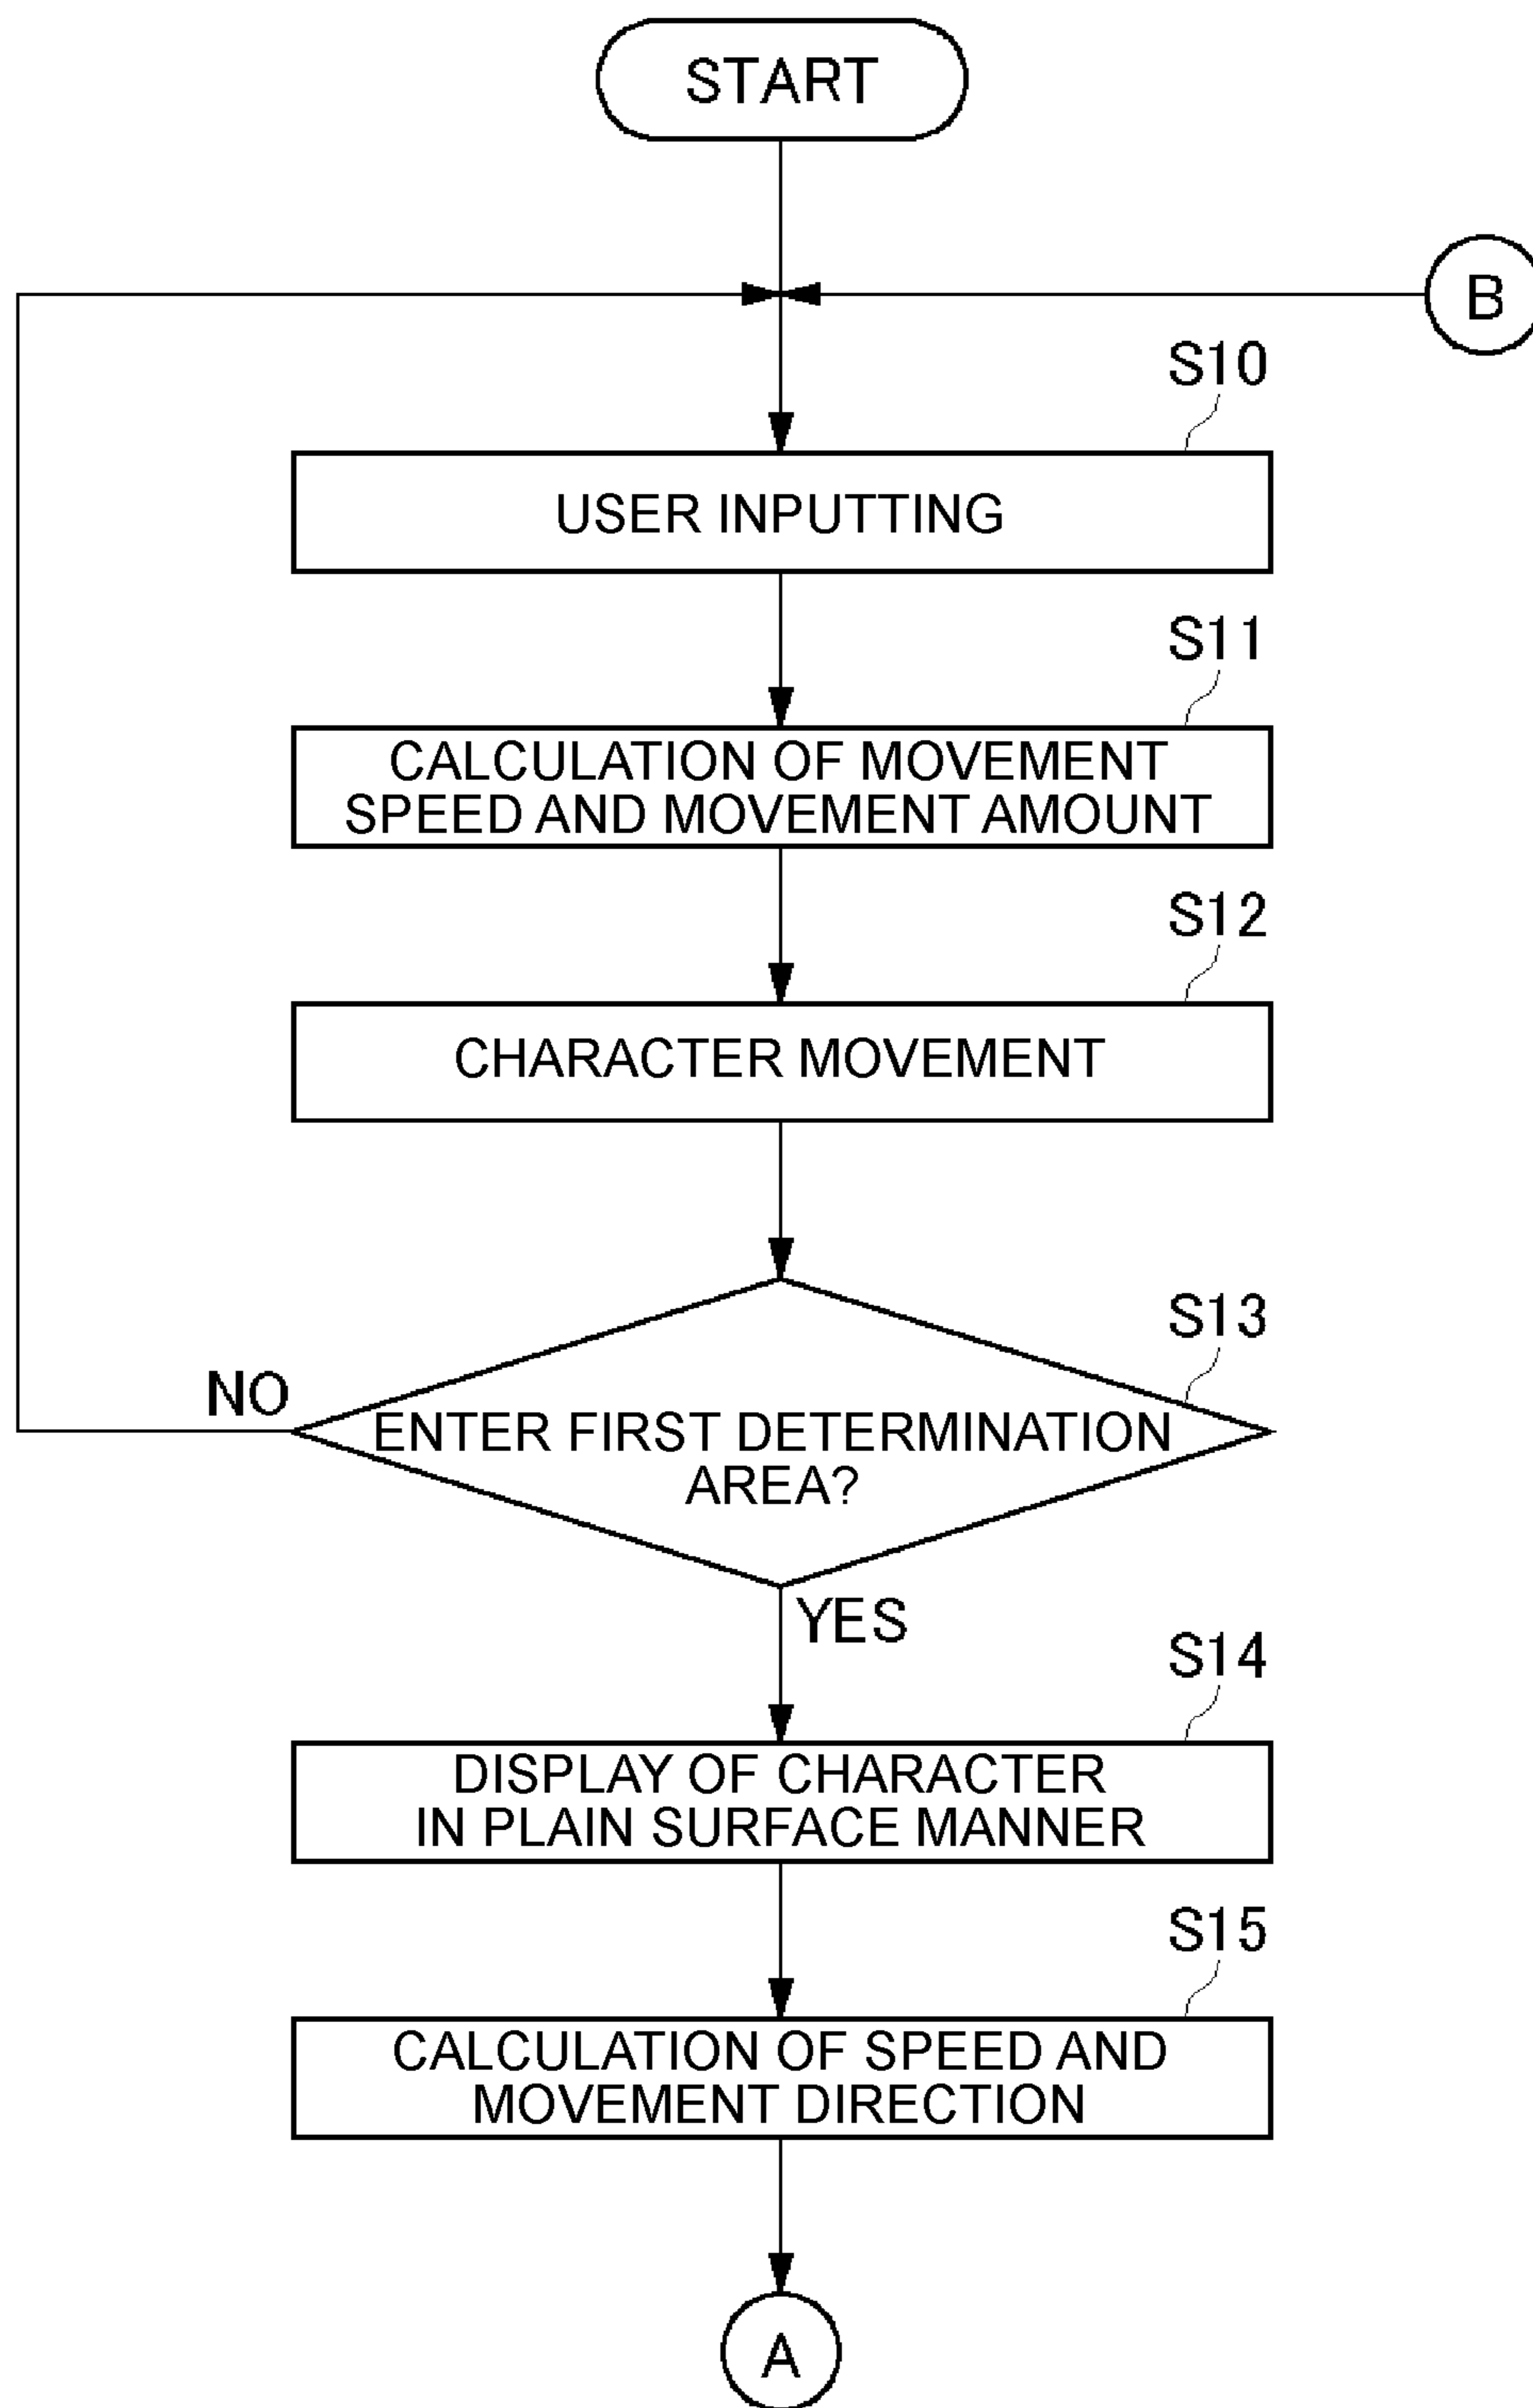 START
B
S10
USER INPUTTING
S11
CALCULATION OF MOVEMENT
SPEED AND MOVEMENT AMOUNT
S12
CHARACTER MOVEMENT
S13
NO
ENTER FIRST DETERMINATION
AREA?
YES
S14
DISPLAY OF CHARACTER
IN PLAIN SURFACE MANNER
S15
CALCULATION OF SPEED AND
MOVEMENT DIRECTION
A